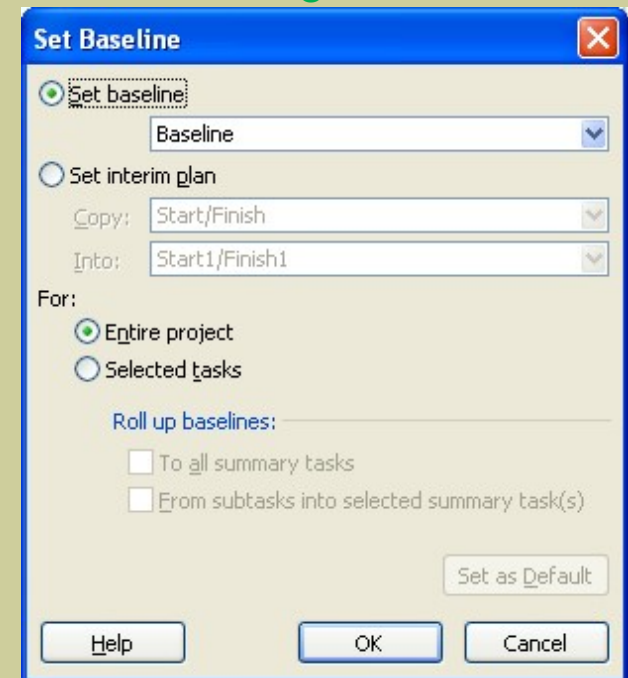 Set Baseline
Set baseline
Baseline
Set interim plan
Copy: Start/Finish
Into: Start1/Finish1
For:
Entire project
Selected tasks
Roll up baselines:
To all summary tasks
From subtasks into selected summary task(s)
Set as Default
Help OK Cancel